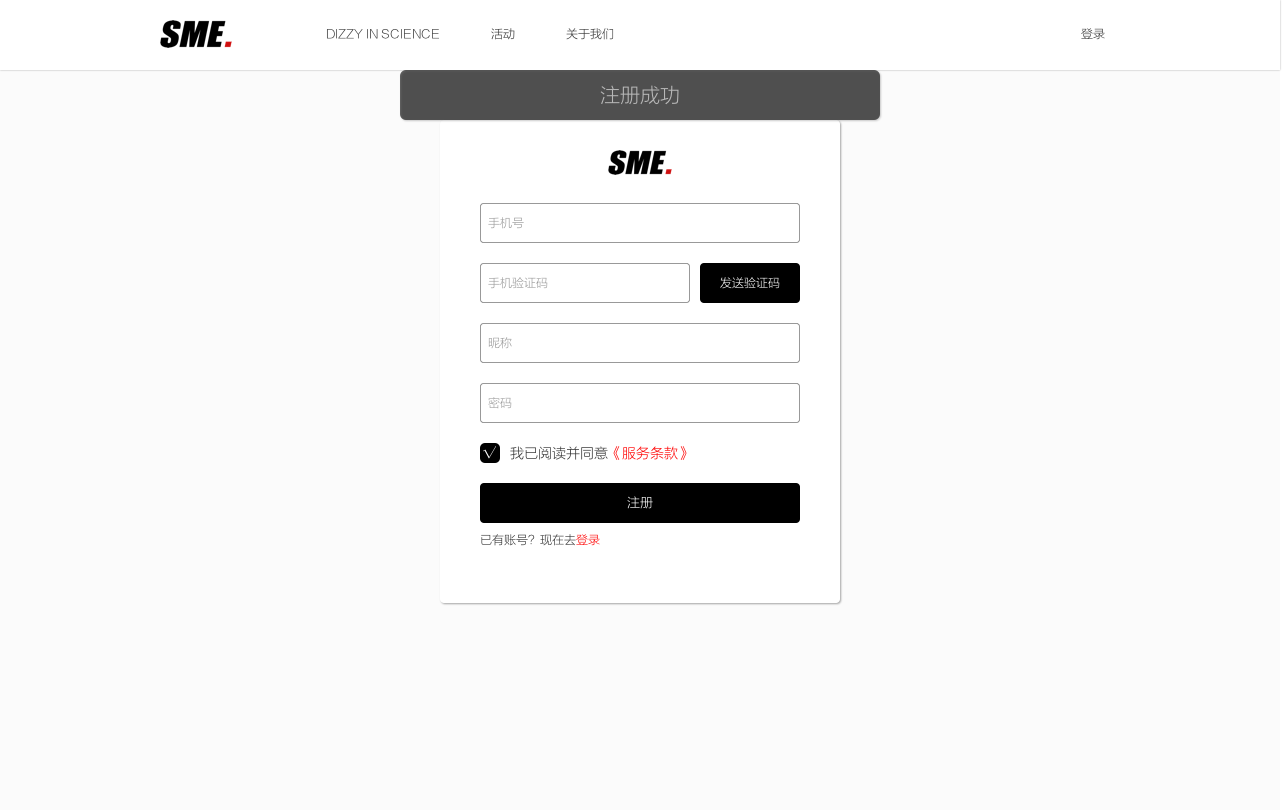 SME.
DIZZY IN SCIENCE
活动
关于我们
登录
注册成功
SME.
手机号
手机验证码
发送验证码
昵称
密码
我已阅读并同意《服务条款》
注册
已有账号？现在去登录